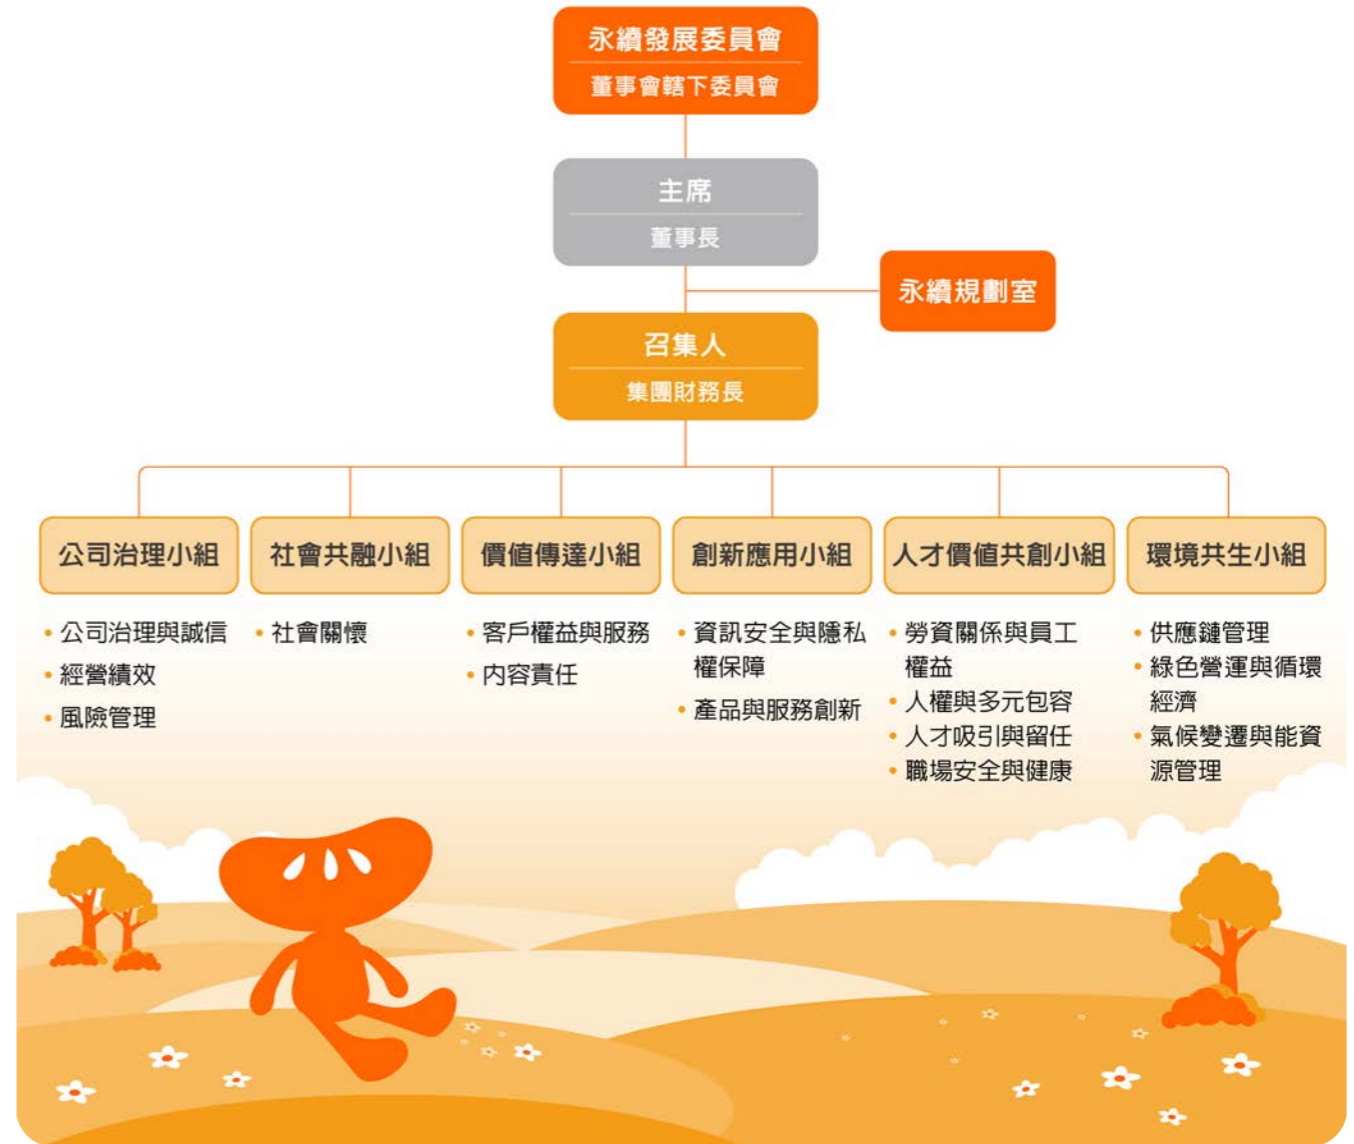 永續發展委員會
董事會轄下委員會
主席
董事長
永續規劃室
召集人
集團財務長
公司治理小組
• 公司治理與誠信
• 經營績效
• 風險管理
社會共融小組
• 社會關懷
價值傳達小組
• 客戶權益與服務
• 內容責任
創新應用小組
• 資訊安全與隱私
權保障
• 產品與服務創新
人才價值共創小組
• 勞資關係與員工
權益
• 人權與多元包容
• 人才吸引與留任
• 職場安全與健康
環境共生小組
• 供應鏈管理
• 綠色營運與循環
經濟
• 氣候變遷與能資
源管理